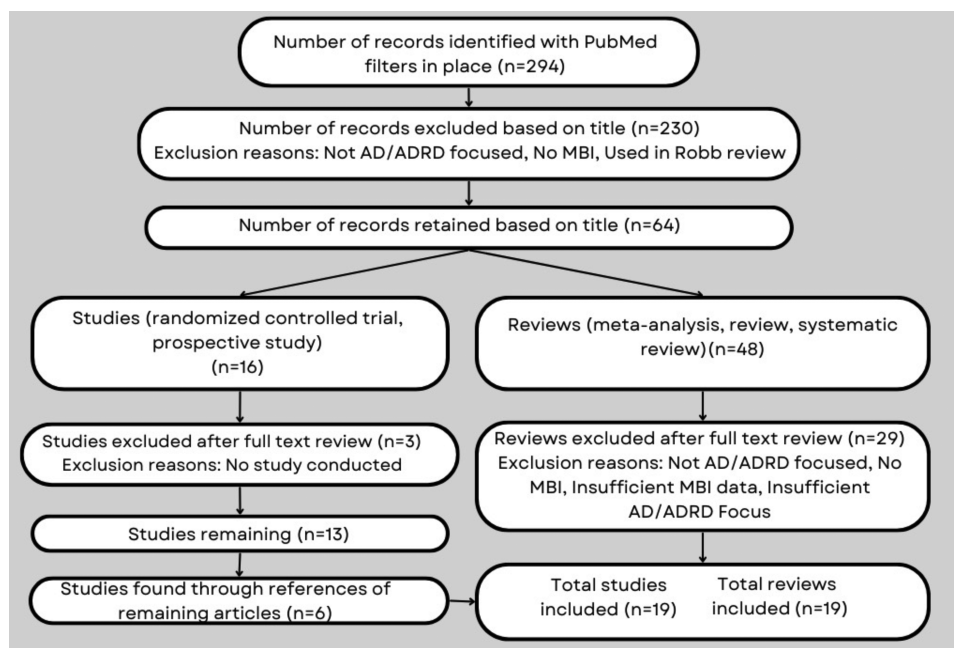 Number of records identified with PubMed
filters in place (n=294)
Number of records excluded based on title (n=230)
Exclusion reasons: Not AD/ADRD focused, No MBI, Used in Robb review
Number of records retained based on title (n=64)
Studies (randomized controlled trial,
prospective study)
(n=16)
Reviews (meta-analysis, review, systematic
review)(n=48)
Studies excluded after full text review (n=3)
Exclusion reasons: No study conducted
Reviews excluded after full text review (n=29)
Exclusion reasons: Not AD/ADRD focused, No
MBI, Insufficient MBI data, Insufficient
AD/ADRD Focus
Studies remaining (n=13)
Studies found through references of
remaining articles (n=6)
Total studies
included (n=19)
Total reviews
included (n=19)